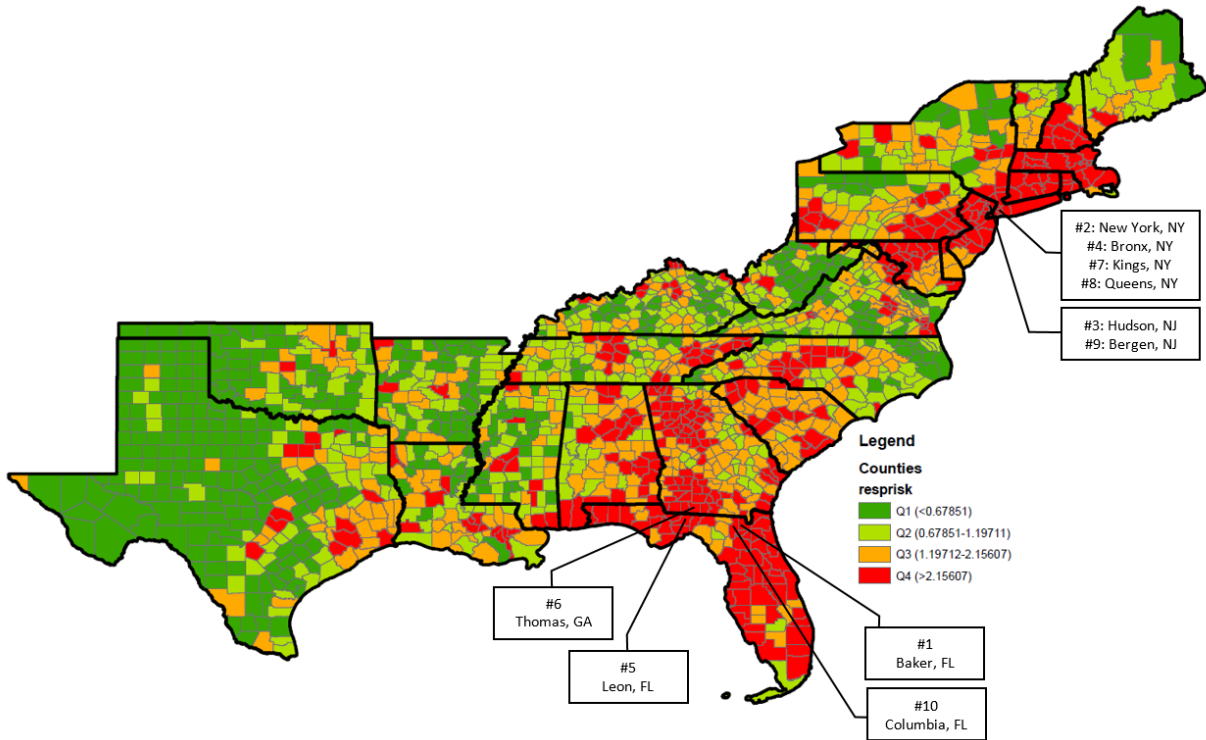 #2: New York, NY
#4: Bronx, NY
#7: Kings, NY
#8: Queens, NY
#3: Hudson, NJ
#9: Bergen, NJ
Legend
Counties
resprisk
Q1 (<0.67851)
Q2 (0.67851-1.19711)
Q3 (1.19712-2.15607)
Q4 (>2.15607)
#6
Thomas, GA
#5
Leon, FL
#1
Baker, FL
#10
Columbia, FL